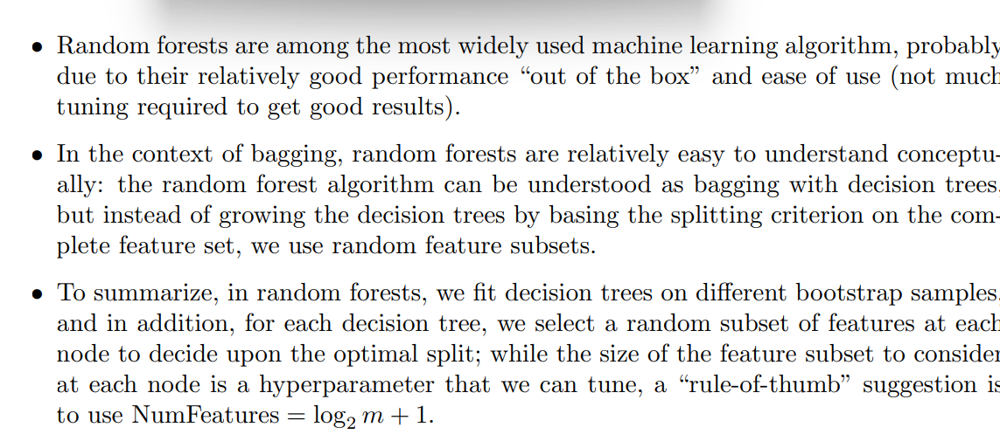 • Random forests are among the most widely used machine learning algorithm, probably
due to their relatively good performance “out of the box” and ease of use (not much
tuning required to get good results).
• In the context of bagging, random forests are relatively easy to understand conceptu-
ally: the random forest algorithm can be understood as bagging with decision trees,
but instead of growing the decision trees by basing the splitting criterion on the com-
plete feature set, we use random feature subsets.
• To summarize, in random forests, we fit decision trees on different bootstrap samples,
and in addition, for each decision tree, we select a random subset of features at each
node to decide upon the optimal split; while the size of the feature subset to consider
at each node is a hyperparameter that we can tune, a “rule-of-thumb” suggestion is
to use NumFeatures = log₂ m + 1.